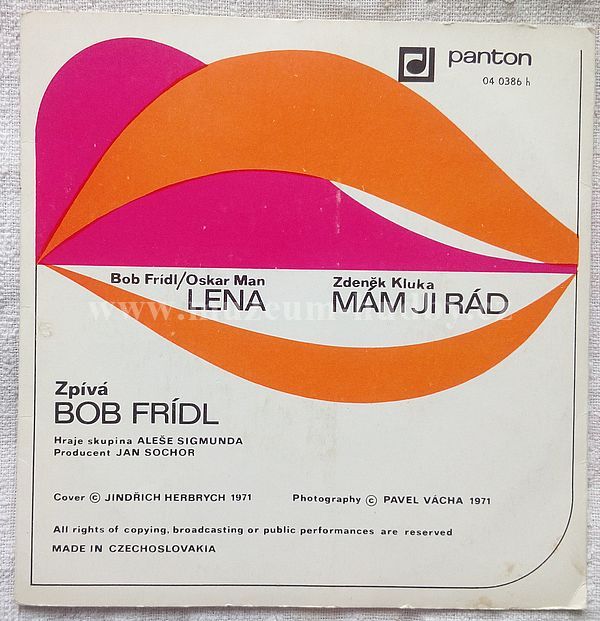 panton
04 0386 h
Bob Frídl/Oskar Man
LENA
Zdeněk Kluka
MÁM JI RÁD
Zpívá
BOB FRÍDL
Hraje skupina ALEŠE SIGMUNDA
Producent JAN SOCHOR
Cover © JINDŘICH HERBRYCH 1971
Photography © PAVEL VÁCHA 1971
All rights of copying, broadcasting or public performances are reserved
MADE IN CZECHOSLOVAKIA